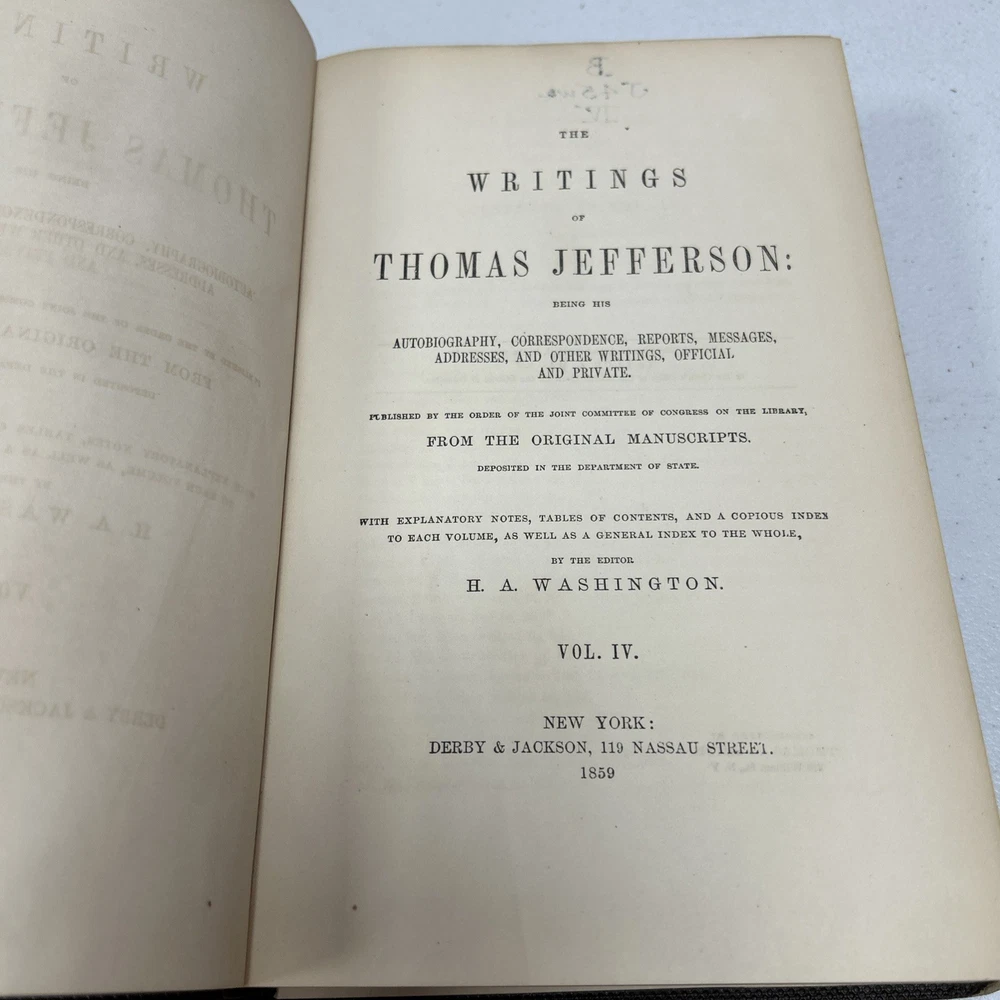 THE
WRITINGS
OF
THOMAS JEFFERSON:
BEING HIS
AUTOBIOGRAPHY, CORRESPONDENCE, REPORTS, MESSAGES,
ADDRESSES, AND OTHER WRITINGS, OFFICIAL
AND PRIVATE.
PUBLISHED BY THE ORDER OF THE JOINT COMMITTEE OF CONGRESS ON THE LIBRARY,
FROM THE ORIGINAL MANUSCRIPTS.
DEPOSITED IN THE DEPARTMENT OF STATE.
WITH EXPLANATORY NOTES, TABLES OF CONTENTS, AND A COPIOUS INDEX
TO EACH VOLUME, AS WELL AS A GENERAL INDEX TO THE WHOLE,
BY THE EDITOR
H. A. WASHINGTON.
VOL. IV.
NEW YORK:
DERBY & JACKSON, 119 NASSAU STREET.
1859